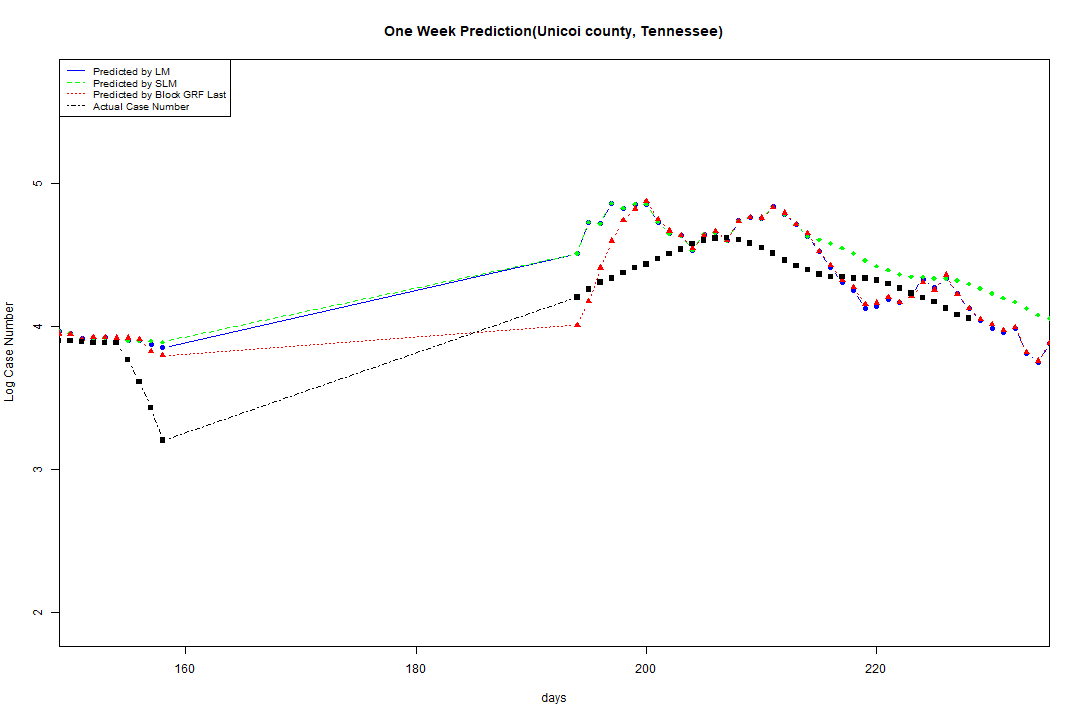 One Week Prediction(Unicoi county, Tennessee)
Predicted by LM
Predicted by SLM
Predicted by Block GRF Last
Actual Case Number
5
4
3
2
Log Case Number
160 180 200 220
days